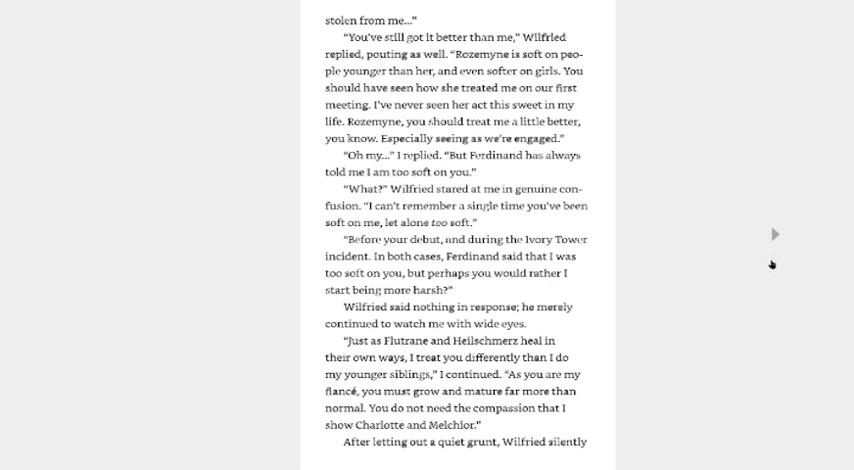 stolen from me..."
"You've still got it better than me," Wilfried
replied, pouting as well. "Rozemyne is soft on peo-
ple younger than her, and even softer on girls. You
should have seen how she treated me on our first
meeting. I've never seen her act this sweet in my
life. Rozemyne, you should treat me a little better,
you know. Especially seeing as we're engaged."
"Oh my..." I replied. "But Ferdinand has always
told me I am too soft on you."
"What?" Wilfried stared at me in genuine con-
fusion. "I can't remember a single time you've been
soft on me, let alone too soft."
"Before your debut, and during the Ivory Tower
incident. In both cases, Ferdinand said that I was
too soft on you, but perhaps you would rather I
start being more harsh?"
Wilfried said nothing in response; he merely
continued to watch me with wide eyes.
"Just as Flutrane and Heilschmerz heal in
their own ways, I treat you differently than I do
my younger siblings," I continued. "As you are my
fiancé, you must grow and mature far more than
normal. You do not need the compassion that I
show Charlotte and Melchior."
After letting out a quiet grunt, Wilfried silently